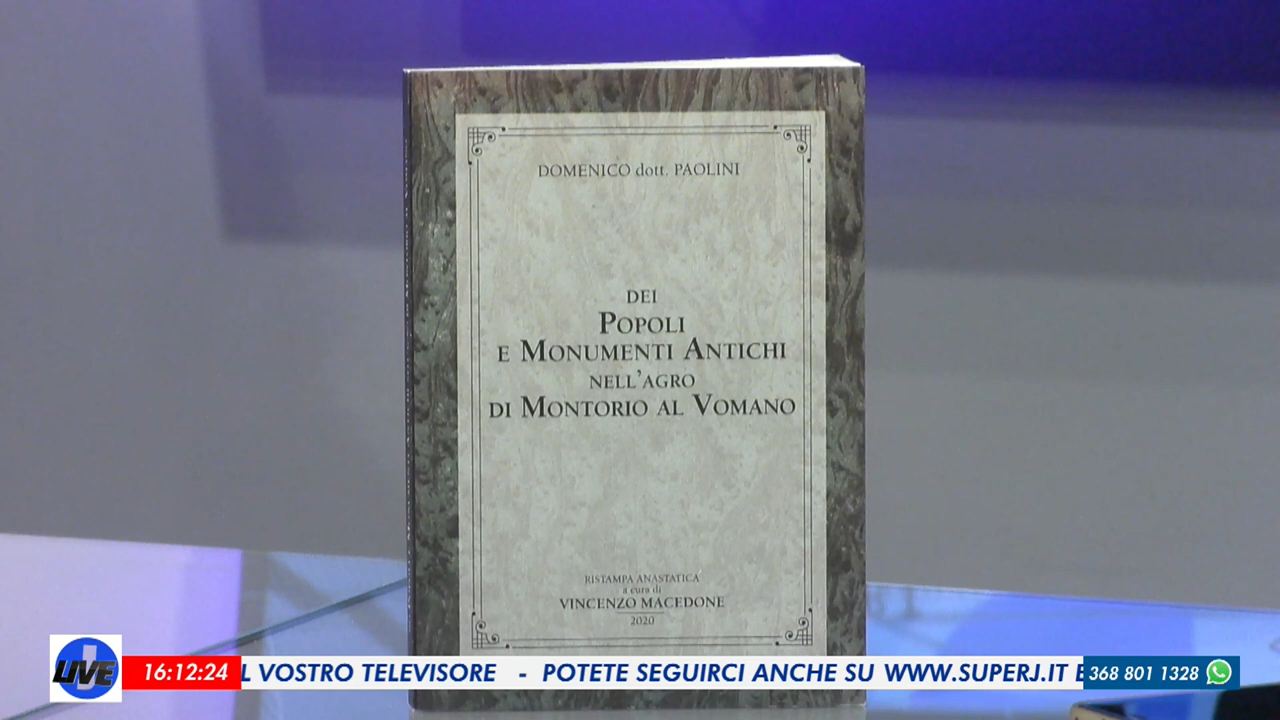 DOMENICO dott. PAOLINI
DEI
POPOLI
E MONUMENTI ANTICHI
NELL'AGRO
DI MONTORIO AL VOMANO
RISTAMPA ANASTATICA
a cura di
VINCENZO MACEDONE
2020
LIVE
16:12:24
L VOSTRO TELEVISORE - POTETE SEGUIRCI ANCHE SU WWW.SUPERJ.IT E
368 801 1328